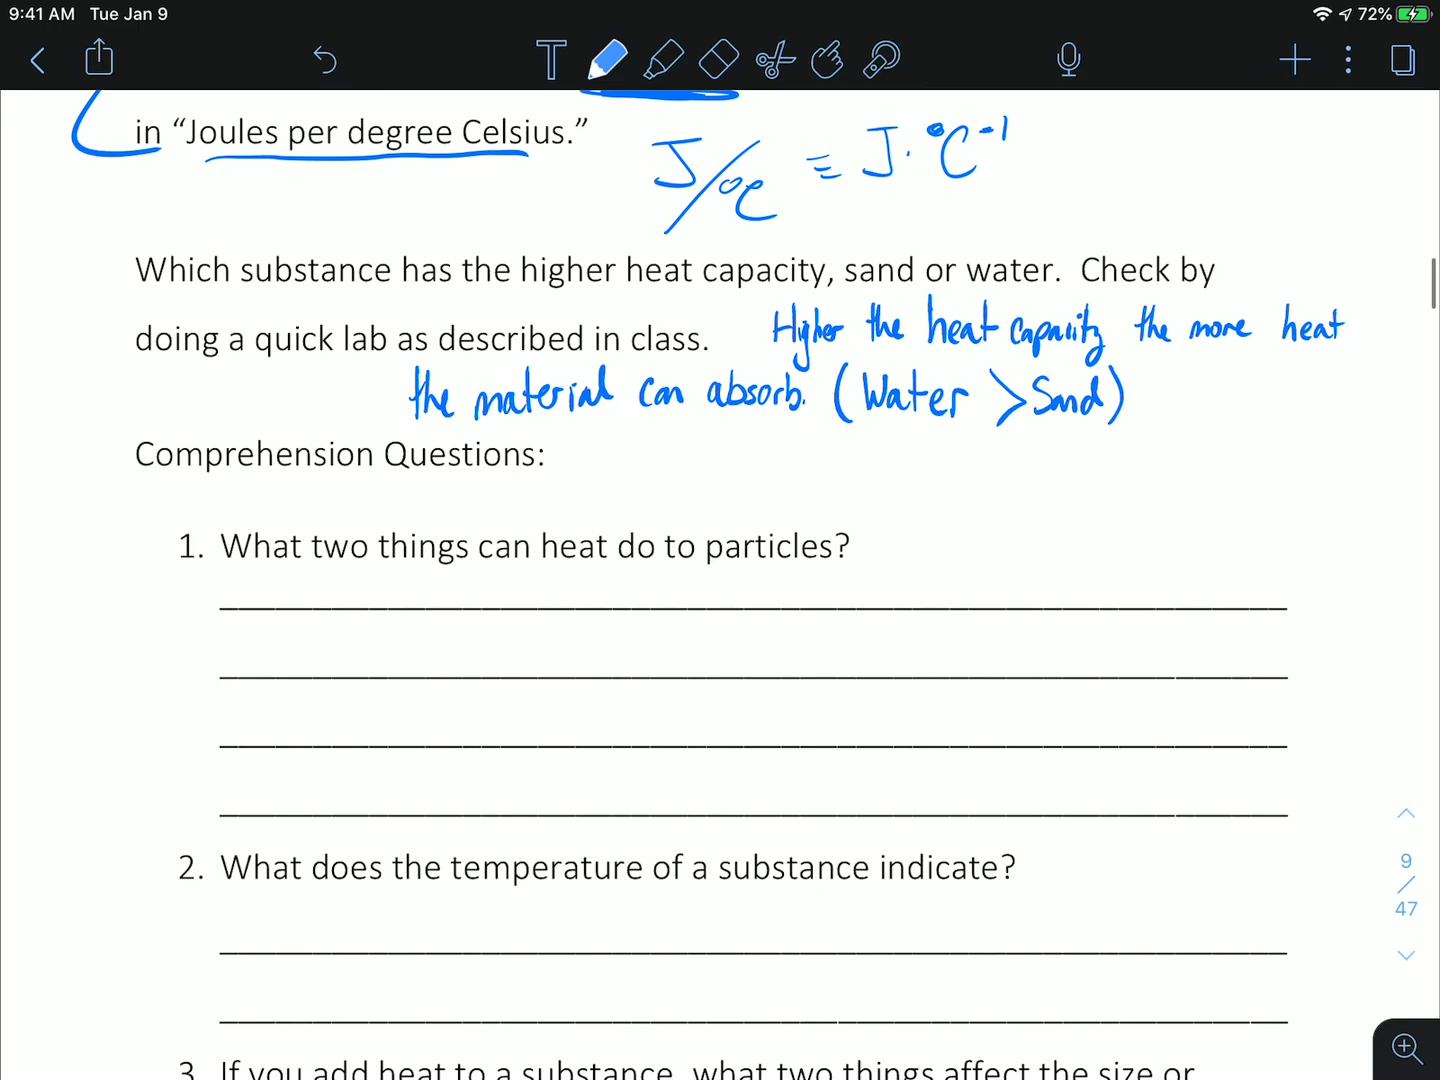 9:41 AM Tue Jan 9 72%
in “Joules per degree Celsius.”
J/°C ≡ J · °C⁻¹
Which substance has the higher heat capacity, sand or water. Check by
doing a quick lab as described in class. Higher the heat capacity the more heat
the material can absorb. (Water > Sand)
Comprehension Questions:
1. What two things can heat do to particles?
2. What does the temperature of a substance indicate?
9
/
47
3. If you add heat to a substance, what two things affect the size or